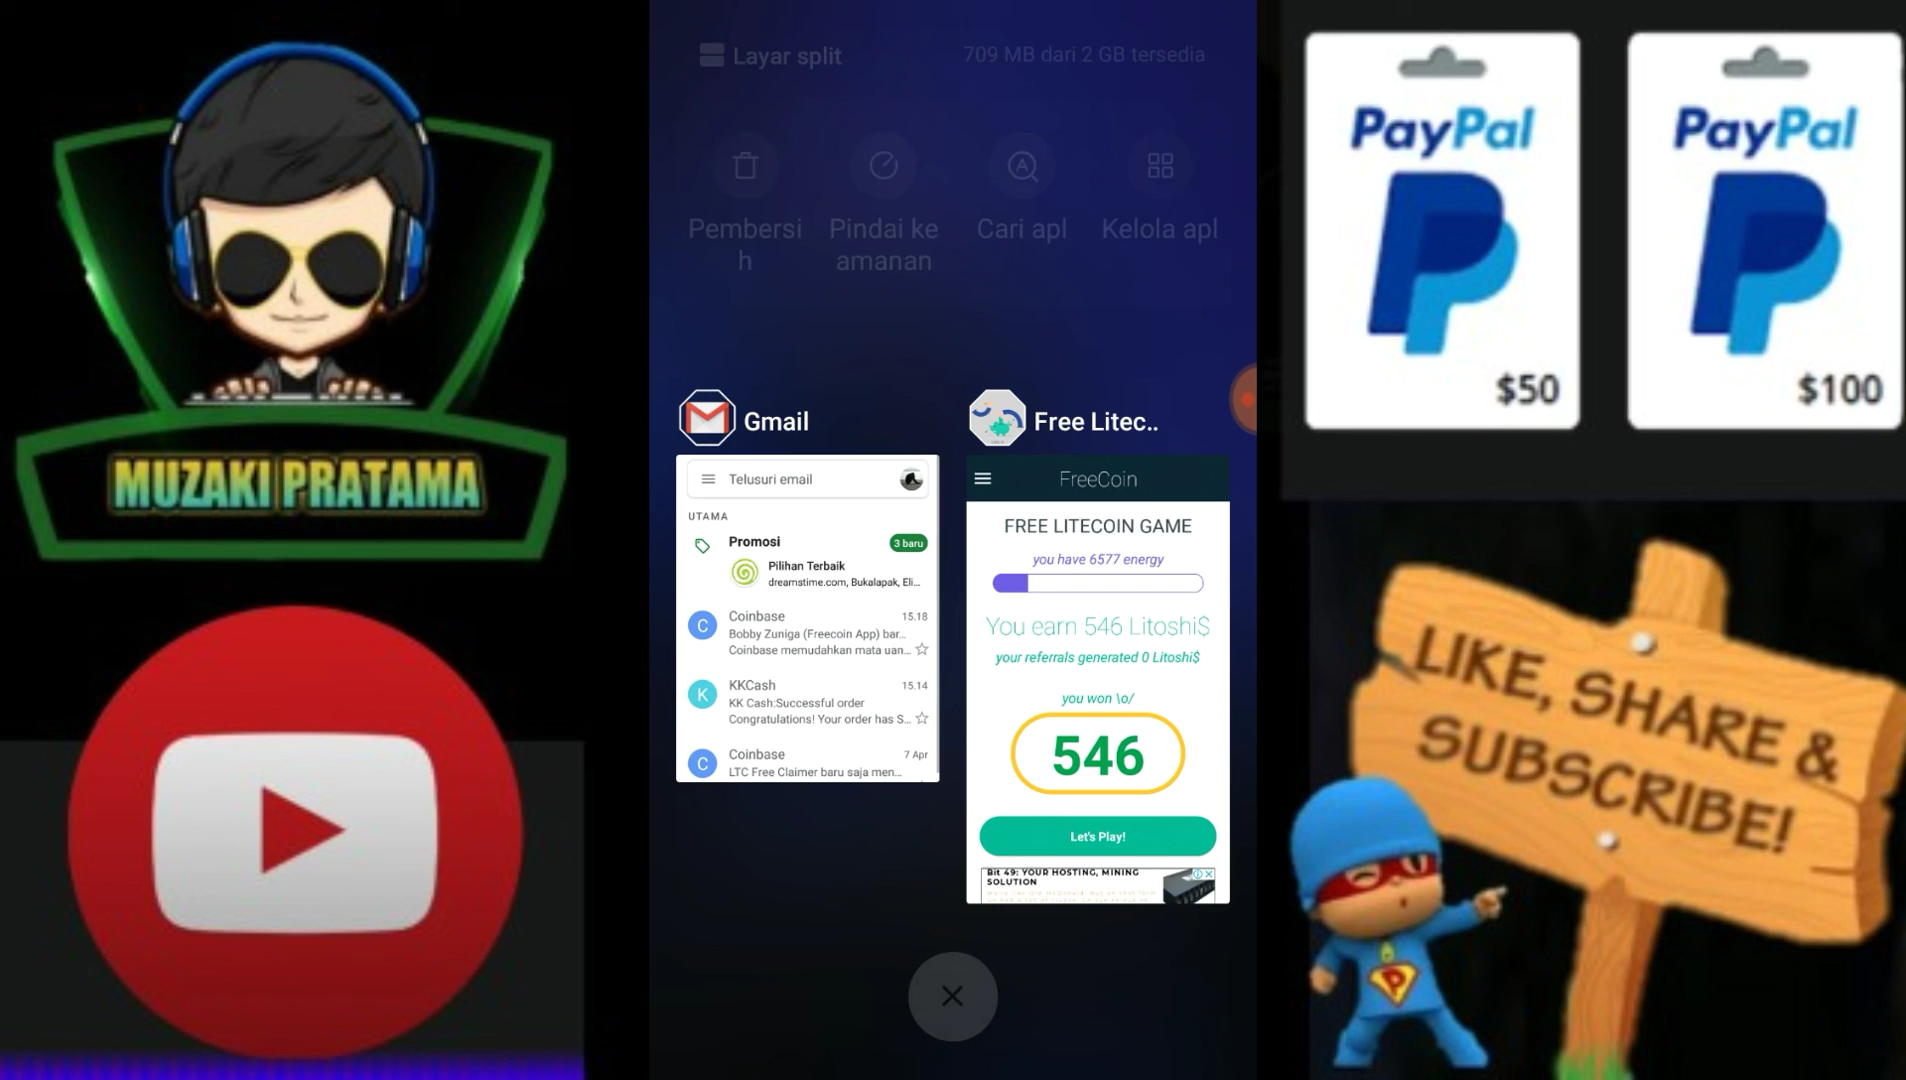 MUZAKI PRATAMA
Layar split
709 MB dari 2 GB tersedia
Pembersi
h
Pindai ke
amanan
Cari apl
Kelola apl
Gmail
Telusuri email
UTAMA
Promosi
3 baru
Pilihan Terbaik
dreamstime.com, Bukalapak, Eli...
C
Coinbase
15.18
Bobby Zuniga (Freecoin App) bar...
Coinbase memudahkan mata uan...
K
KKCash
15.14
KK Cash:Successful order
Congratulations! Your order has S...
C
Coinbase
7 Apr
LTC Free Claimer baru saja men...
Free Litec..
FreeCoin
FREE LITECOIN GAME
you have 6577 energy
You earn 546 Litoshi$
your referrals generated 0 Litoshi$
you won \o/
546
Let's Play!
Bit 49: YOUR HOSTING, MINING
SOLUTION
PayPal
$50
PayPal
$100
LIKE, SHARE &
SUBSCRIBE!
P